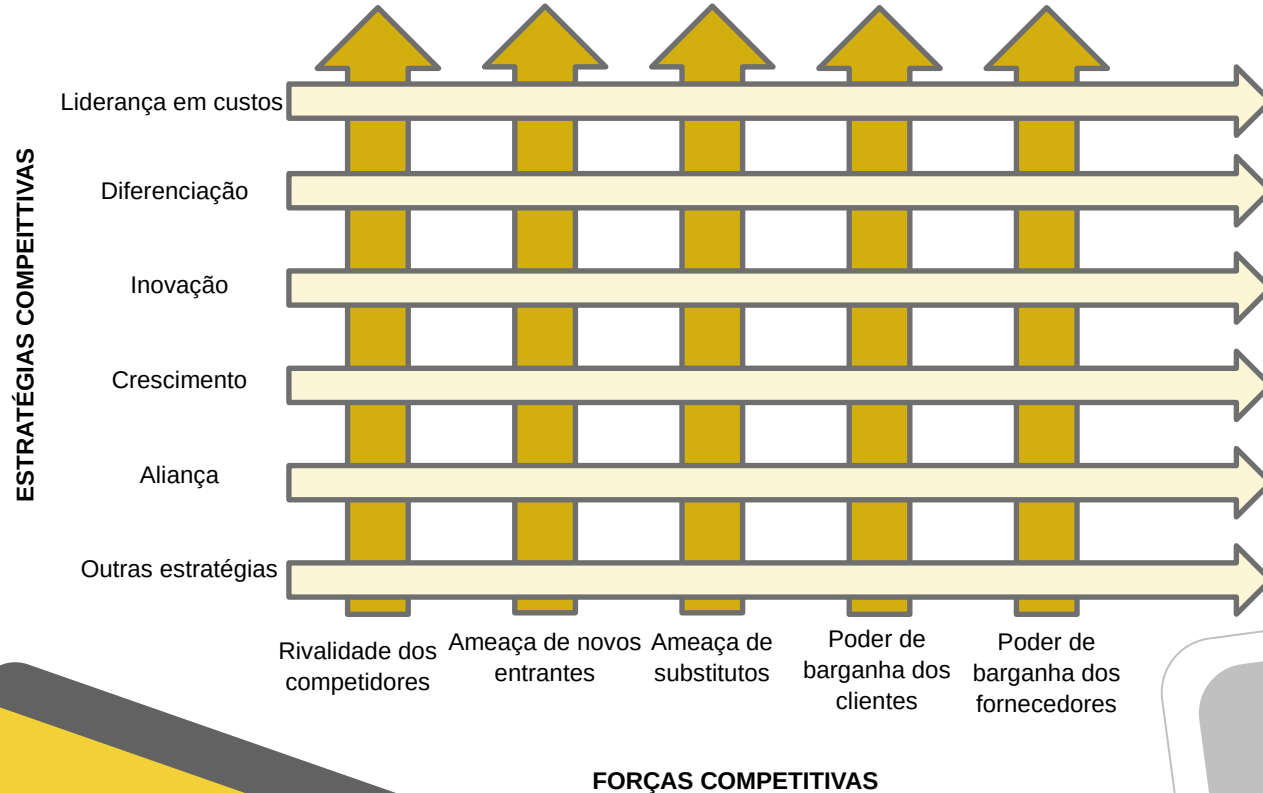 ESTRATÉGIAS COMPEITTIVAS
Liderança em custos
Diferenciação
Inovação
Crescimento
Aliança
Outras estratégias
Rivalidade dos
competidores
Ameaça de novos
entrantes
Ameaça de
substitutos
Poder de
barganha dos
clientes
Poder de
barganha dos
fornecedores
FORÇAS COMPETITIVAS